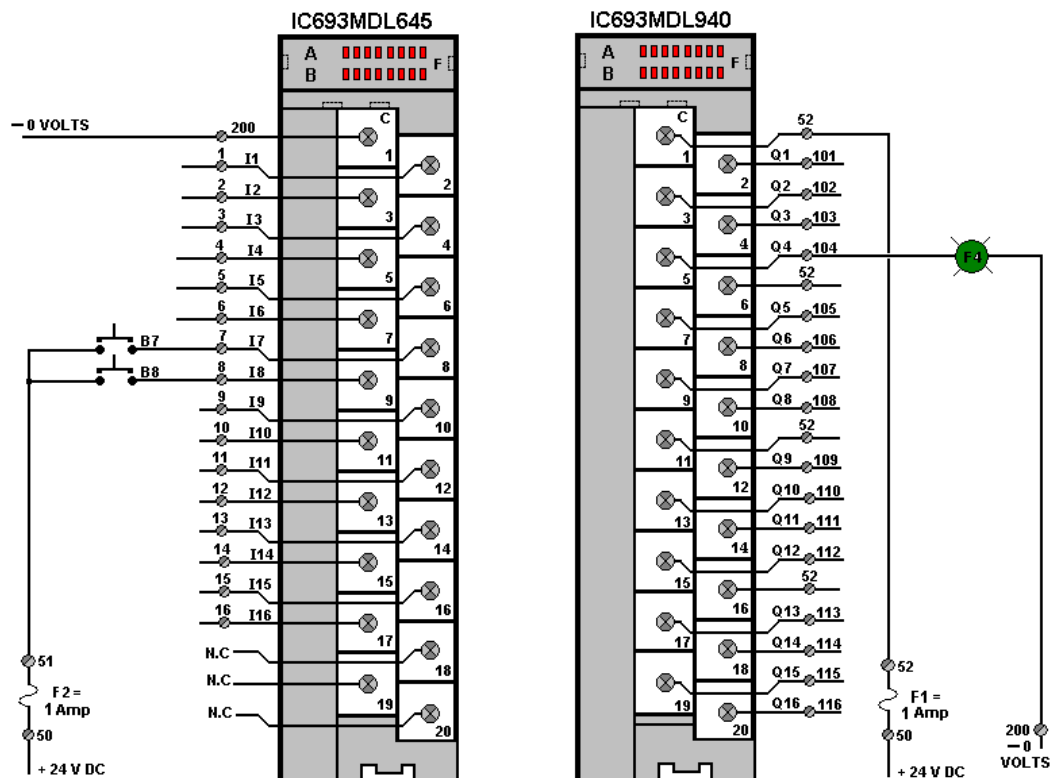 IC693MDL645
A
B
F
C
− 0 VOLTS
200
1
1 I1
2
2 I2
3
3 I3
4
4 I4
5
5 I5
6
6 I6
7
B7 7 I7
8
B8 8 I8
9
9 I9
10
10 I10
11
11 I11
12
12 I12
13
13 I13
14
14 I14
15
15 I15
16
16 I16
17
N.C
18
N.C
19
N.C
20
51
F2 =
1 Amp
50
+ 24 V DC
IC693MDL940
A
B
F
C
52
1
Q1 101
2
Q2 102
3
Q3 103
4
Q4 104
F4
5
52
6
Q5 105
7
Q6 106
8
Q7 107
9
Q8 108
10
52
11
Q9 109
12
Q10 110
13
Q11 111
14
Q12 112
15
52
16
Q13 113
17
Q14 114
18
Q15 115
19
Q16 116
20
52
F1 =
1 Amp
50
+ 24 V DC
200
− 0
VOLTS